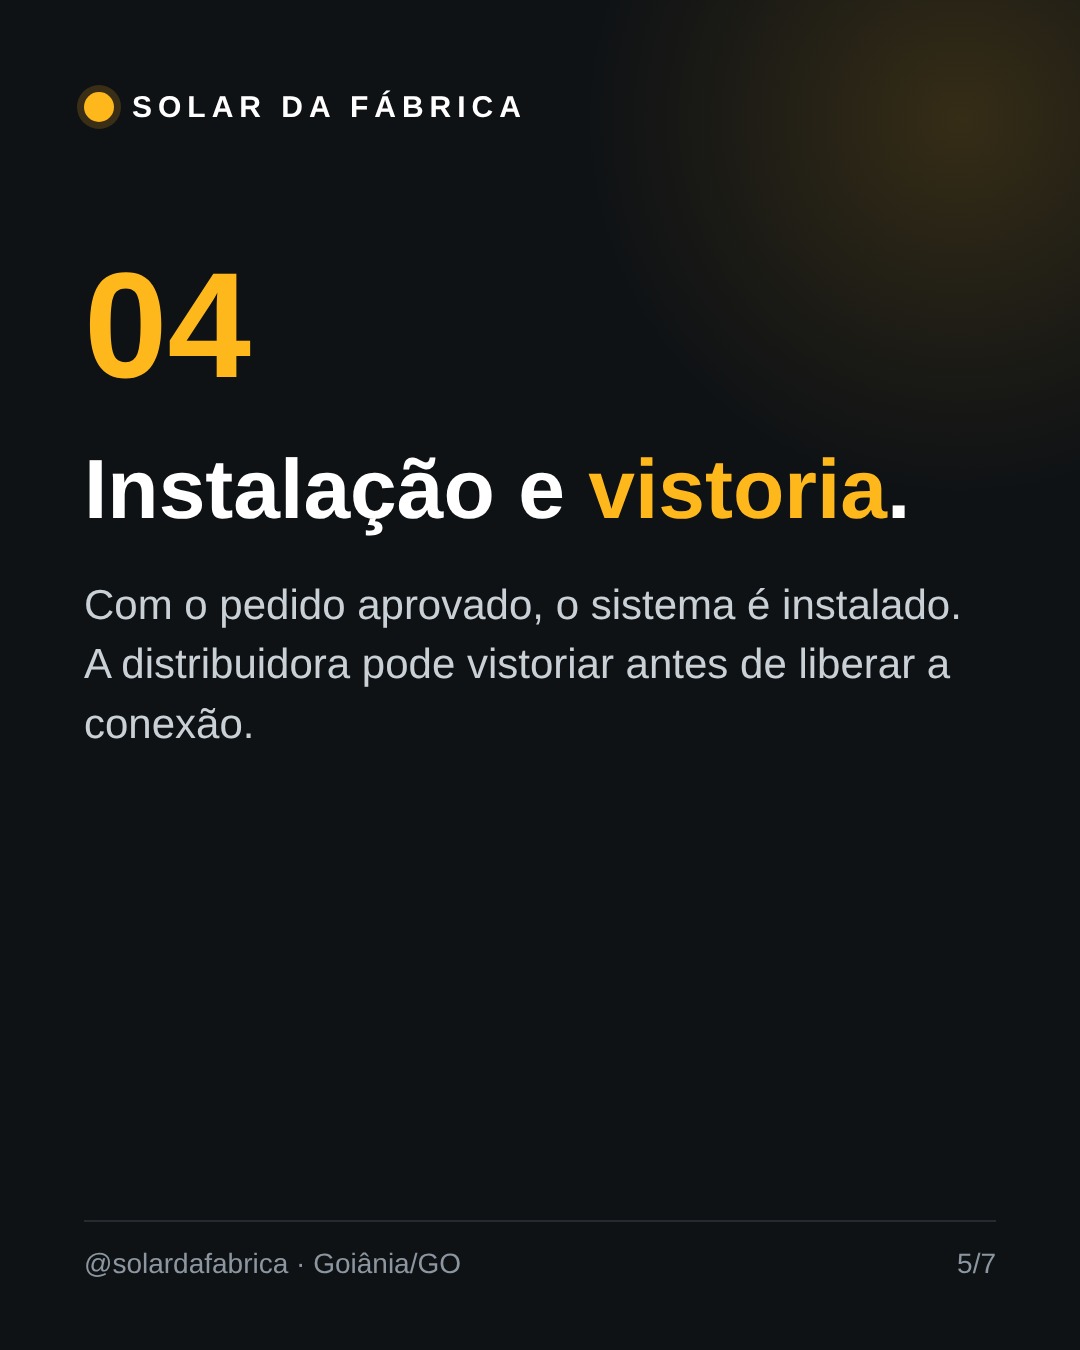 SOLAR DA FÁBRICA
04
Instalação e vistoria.
Com o pedido aprovado, o sistema é instalado.
A distribuidora pode vistoriar antes de liberar a
conexão.
@solardafabrica · Goiânia/GO
5/7